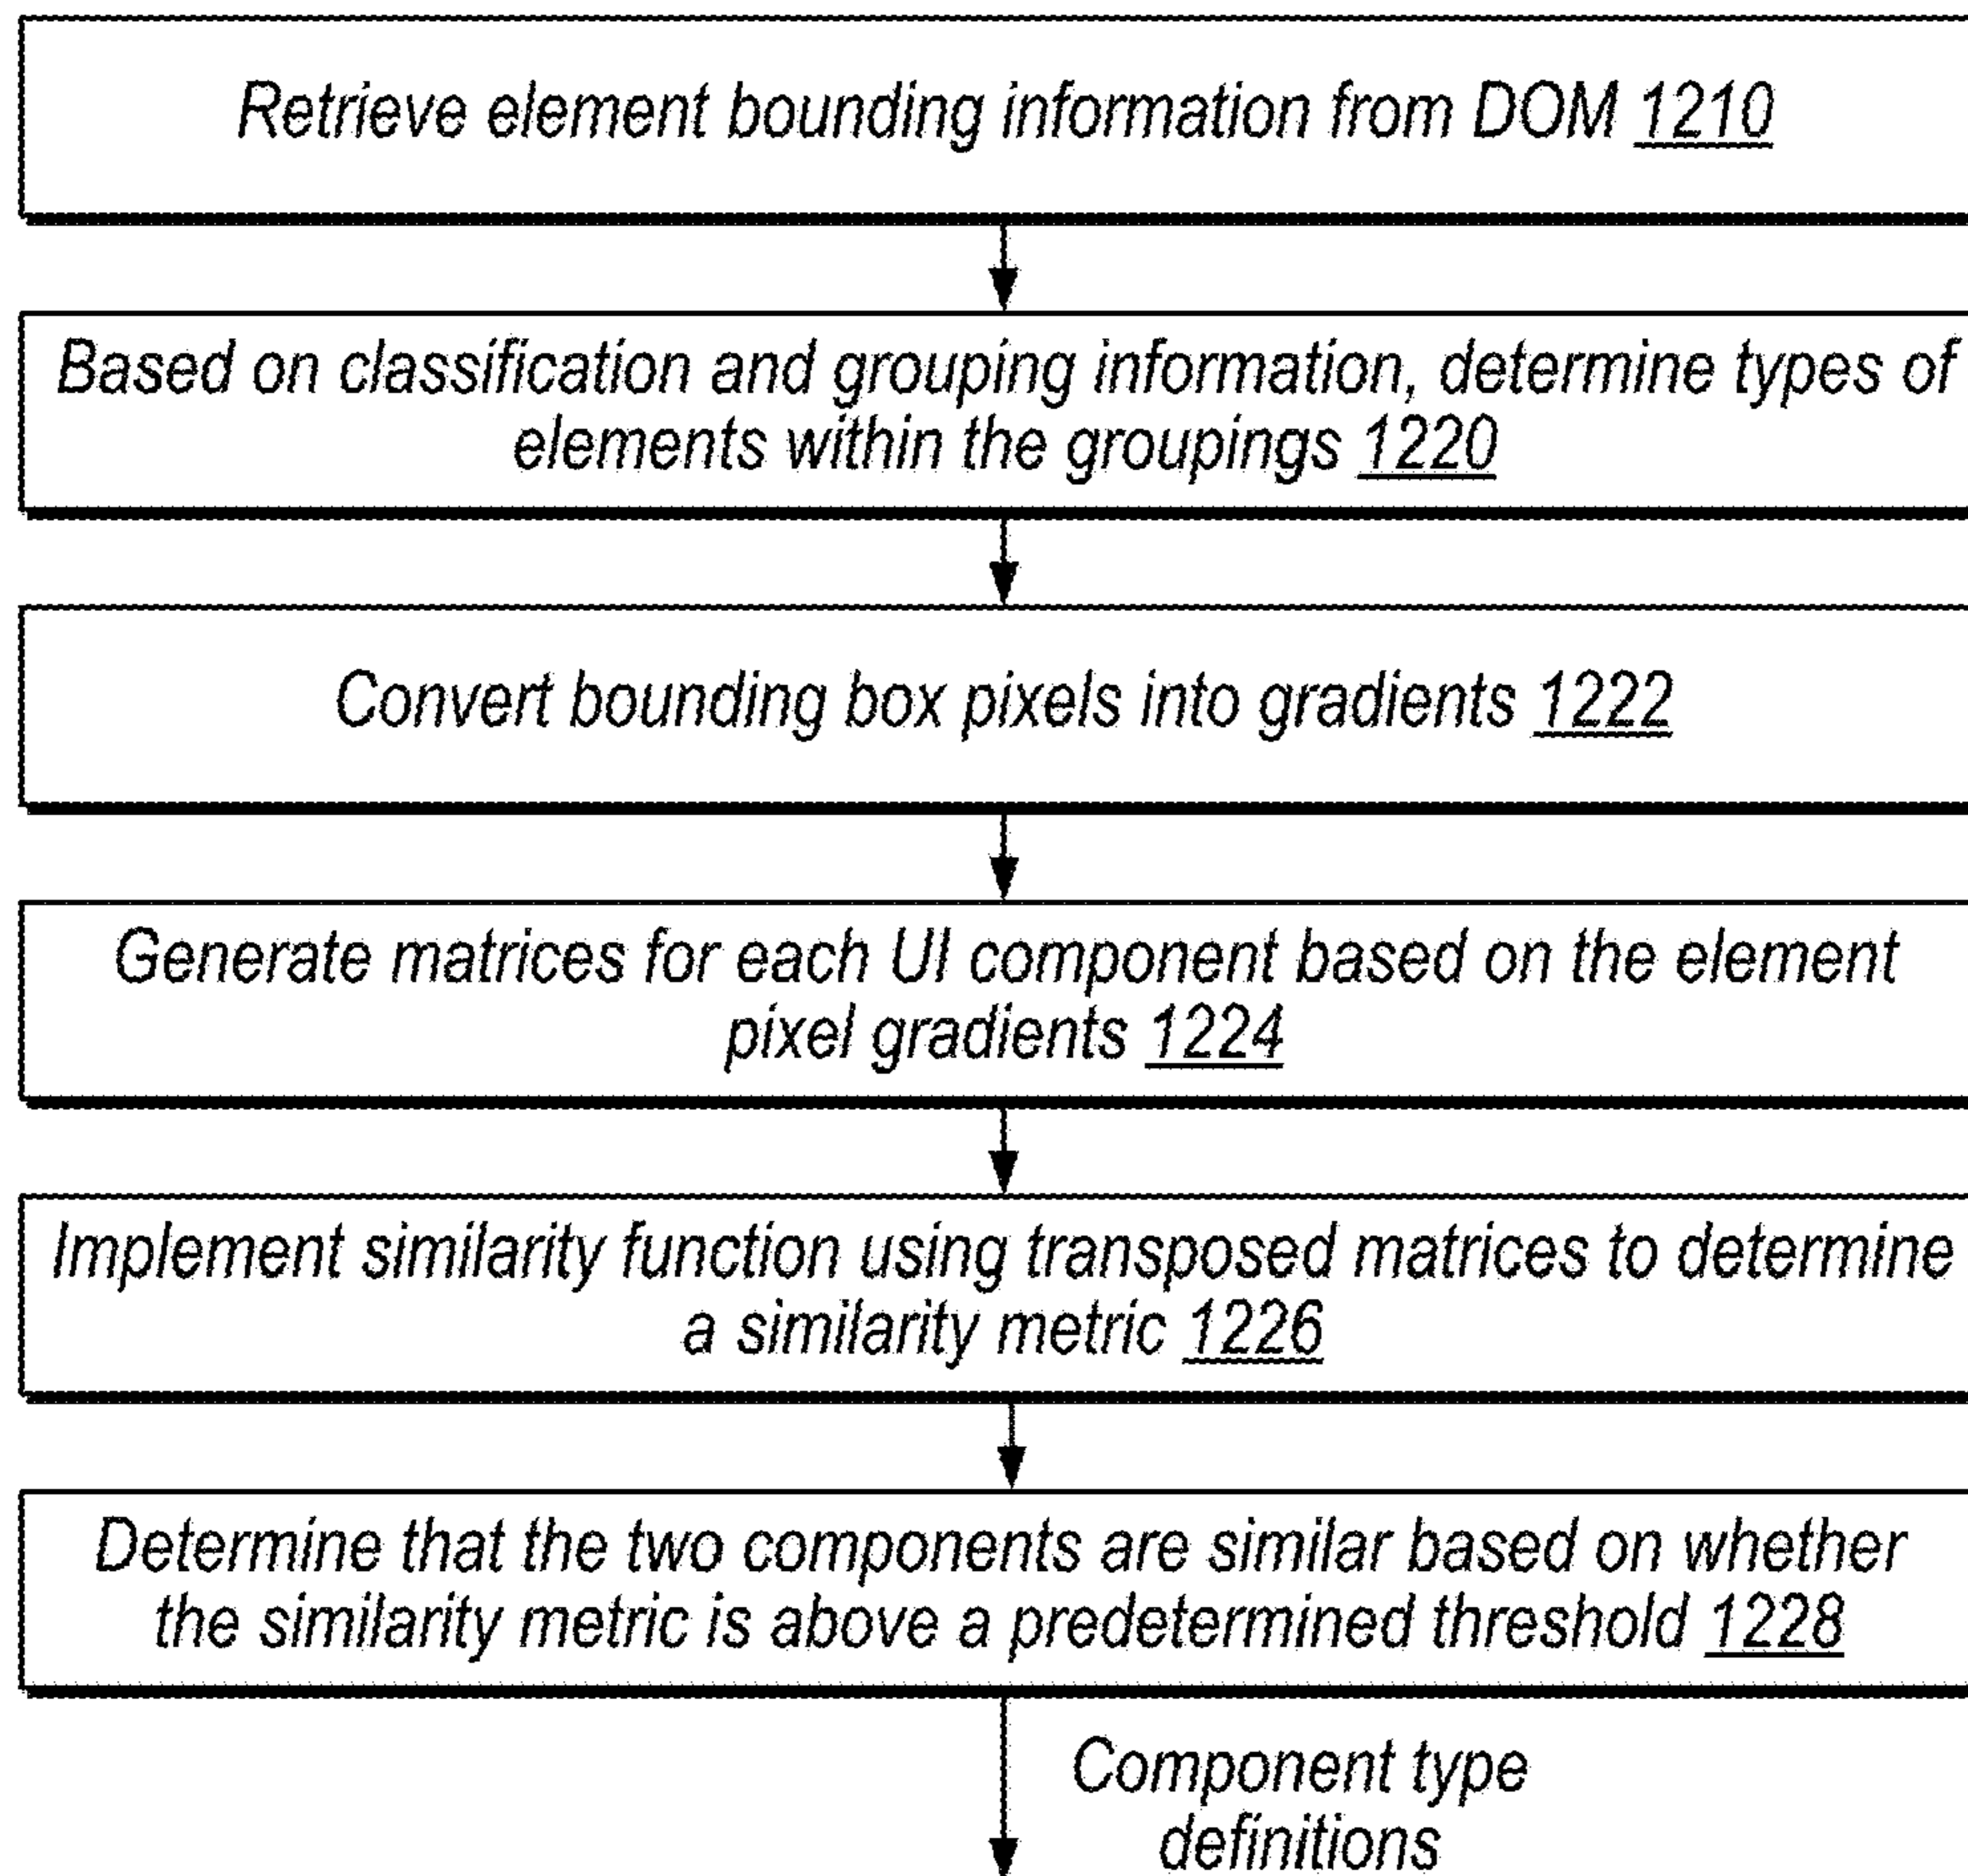 Retrieve element bounding information from DOM 1210
Based on classification and grouping information, determine types of
elements within the groupings 1220
Convert bounding box pixels into gradients 1222
Generate matrices for each UI component based on the element
pixel gradients 1224
Implement similarity function using transposed matrices to determine
a similarity metric 1226
Determine that the two components are similar based on whether
the similarity metric is above a predetermined threshold 1228
Component type
definitions